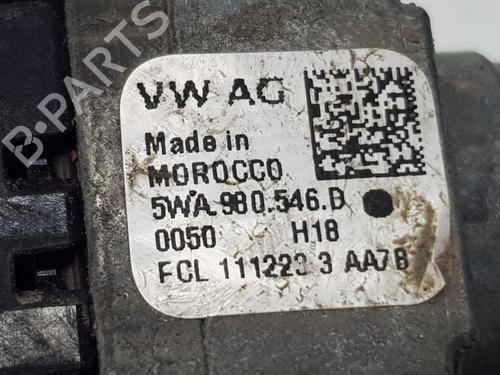 B-PARTS
VW AG
Made in
MOROCCO
5WA.980.546.D
0050 H18
FCL 111223 3 AA7B